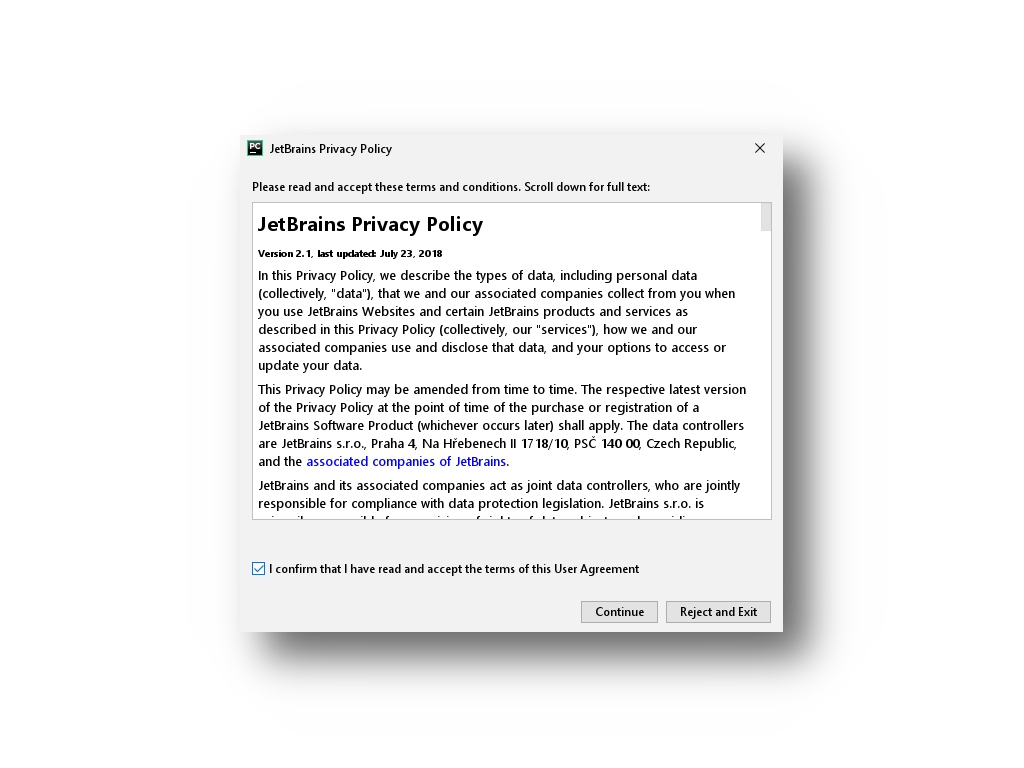 PC
JetBrains Privacy Policy
Please read and accept these terms and conditions. Scroll down for full text:
JetBrains Privacy Policy
Version 2.1, last updated: July 23, 2018
In this Privacy Policy, we describe the types of data, including personal data
(collectively, "data"), that we and our associated companies collect from you when
you use JetBrains Websites and certain JetBrains products and services as
described in this Privacy Policy (collectively, our "services"), how we and our
associated companies use and disclose that data, and your options to access or
update your data.
This Privacy Policy may be amended from time to time. The respective latest version
of the Privacy Policy at the point of time of the purchase or registration of a
JetBrains Software Product (whichever occurs later) shall apply. The data controllers
are JetBrains s.r.o., Praha 4, Na Hřebenech II 1718/10, PSČ 140 00, Czech Republic,
and the associated companies of JetBrains.
JetBrains and its associated companies act as joint data controllers, who are jointly
responsible for compliance with data protection legislation. JetBrains s.r.o. is
I confirm that I have read and accept the terms of this User Agreement
Continue
Reject and Exit